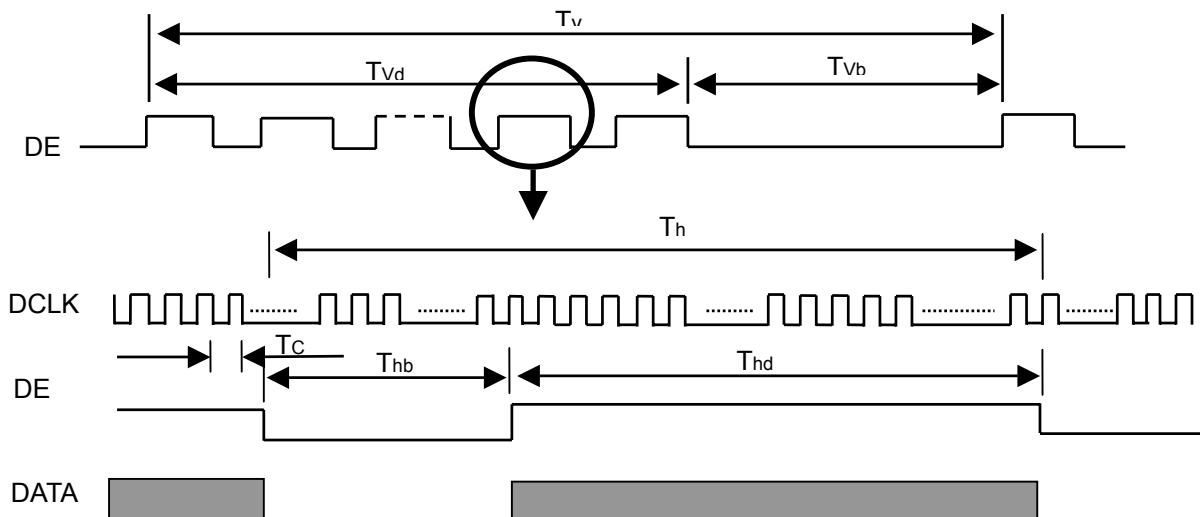 Tv
TVd
TVb
DE
Th
DCLK
TC
Thb
Thd
DE
DATA